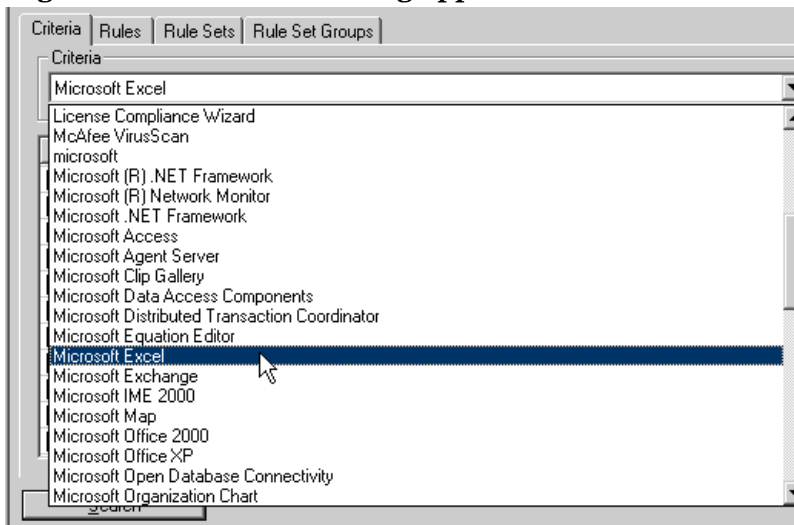 Criteria Rules Rule Sets Rule Set Groups
Criteria
Microsoft Excel
License Compliance Wizard
McAfee VirusScan
microsoft
Microsoft (R) .NET Framework
Microsoft (R) Network Monitor
Microsoft .NET Framework
Microsoft Access
Microsoft Agent Server
Microsoft Clip Gallery
Microsoft Data Access Components
Microsoft Distributed Transaction Coordinator
Microsoft Equation Editor
Microsoft Excel
Microsoft Exchange
Microsoft IME 2000
Microsoft Map
Microsoft Office 2000
Microsoft Office XP
Microsoft Open Database Connectivity
Microsoft Organization Chart
Search